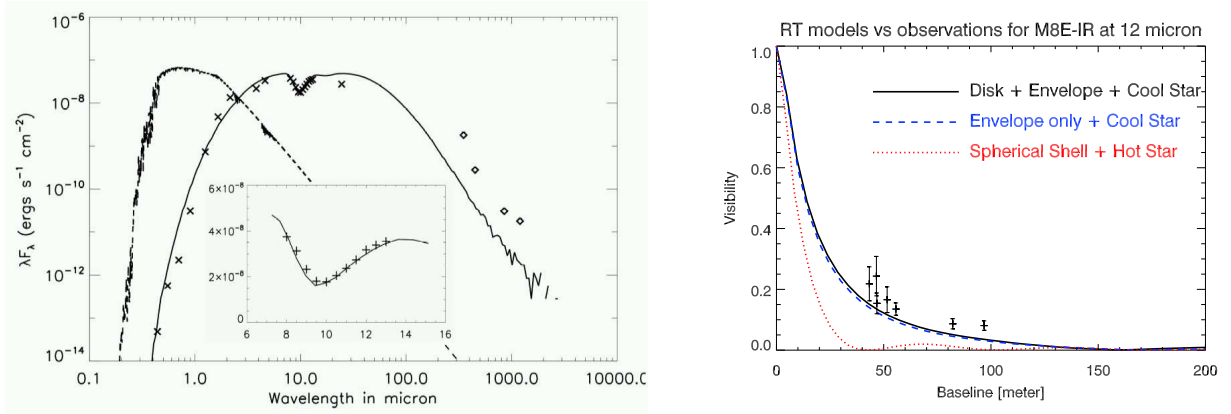 10⁻⁶
10⁻⁸
10⁻¹⁰
10⁻¹²
10⁻¹⁴
λF_λ (ergs s⁻¹ cm⁻²)
6×10⁻⁸
4×10⁻⁸
2×10⁻⁸
0
6 8 10 12 14 16
0.1 1.0 10.0 100.0 1000.0 10000.0
Wavelength in micron
RT models vs observations for M8E-IR at 12 micron
1.0
0.8
0.6
0.4
0.2
0.0
Visibility
Disk + Envelope + Cool Star
Envelope only + Cool Star
Spherical Shell + Hot Star
0 50 100 150 200
Baseline [meter]